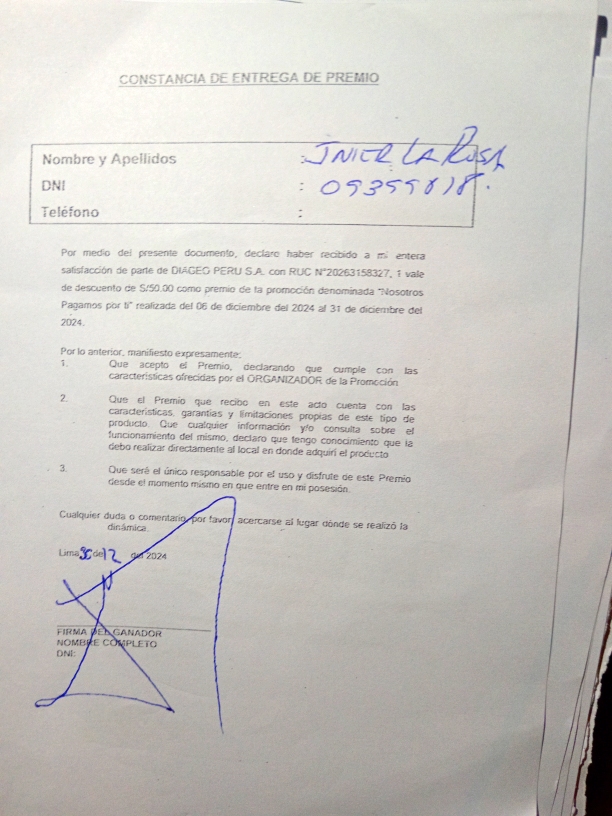 CONSTANCIA DE ENTREGA DE PREMIO
Nombre y Apellidos : JAVIER LA ROSA
DNI : 09399818.
Teléfono :
Por medio del presente documento, declaro haber recibido a mi entera
satisfacción de parte de DIAGEO PERU S.A. con RUC N°20263158327, 1 vale
de descuento de S/50.00 como premio de la promoción denominada "Nosotros
Pagamos por ti" realizada del 06 de diciembre del 2024 al 31 de diciembre del
2024.
Por lo anterior, manifiesto expresamente:
1. Que acepto el Premio, declarando que cumple con las
características ofrecidas por el ORGANIZADOR de la Promoción
2. Que el Premio que recibo en este acto cuenta con las
características, garantías y limitaciones propias de este tipo de
producto. Que cualquier información y/o consulta sobre el
funcionamiento del mismo, declaro que tengo conocimiento que la
debo realizar directamente al local en donde adquirí el producto
3. Que seré el único responsable por el uso y disfrute de este Premio
desde el momento mismo en que entre en mi posesión.
Cualquier duda o comentario, por favor, acercarse al lugar dónde se realizó la
dinámica.
Lima, de 12 del 2024
FIRMA DEL GANADOR
NOMBRE COMPLETO
DNI: